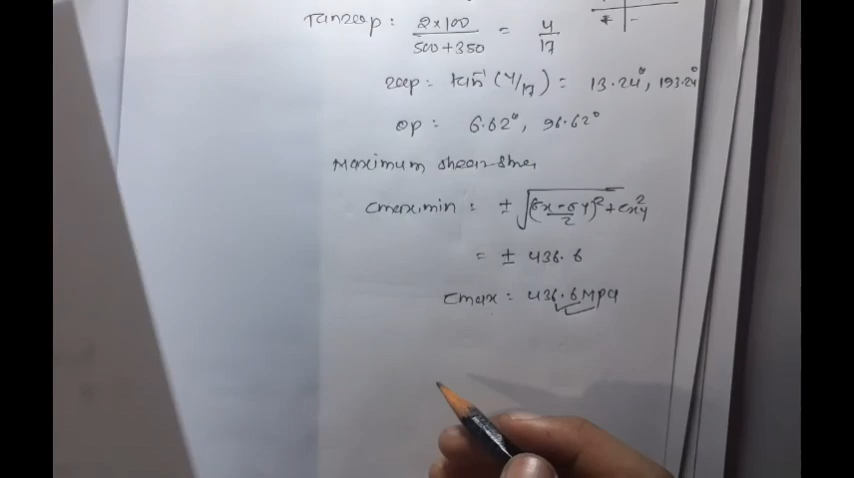 Tan2θp : 2×100 / 500+350 = 4/17
2θp = tan⁻¹ (4/17) = 13.24°, 193.24°
θp : 6.62°, 96.62°
Maximum shear stress
τmax,min = ± √((σx-σy)/2)² + τxy²
= ± 436.6
τmax = 436.6 MPa